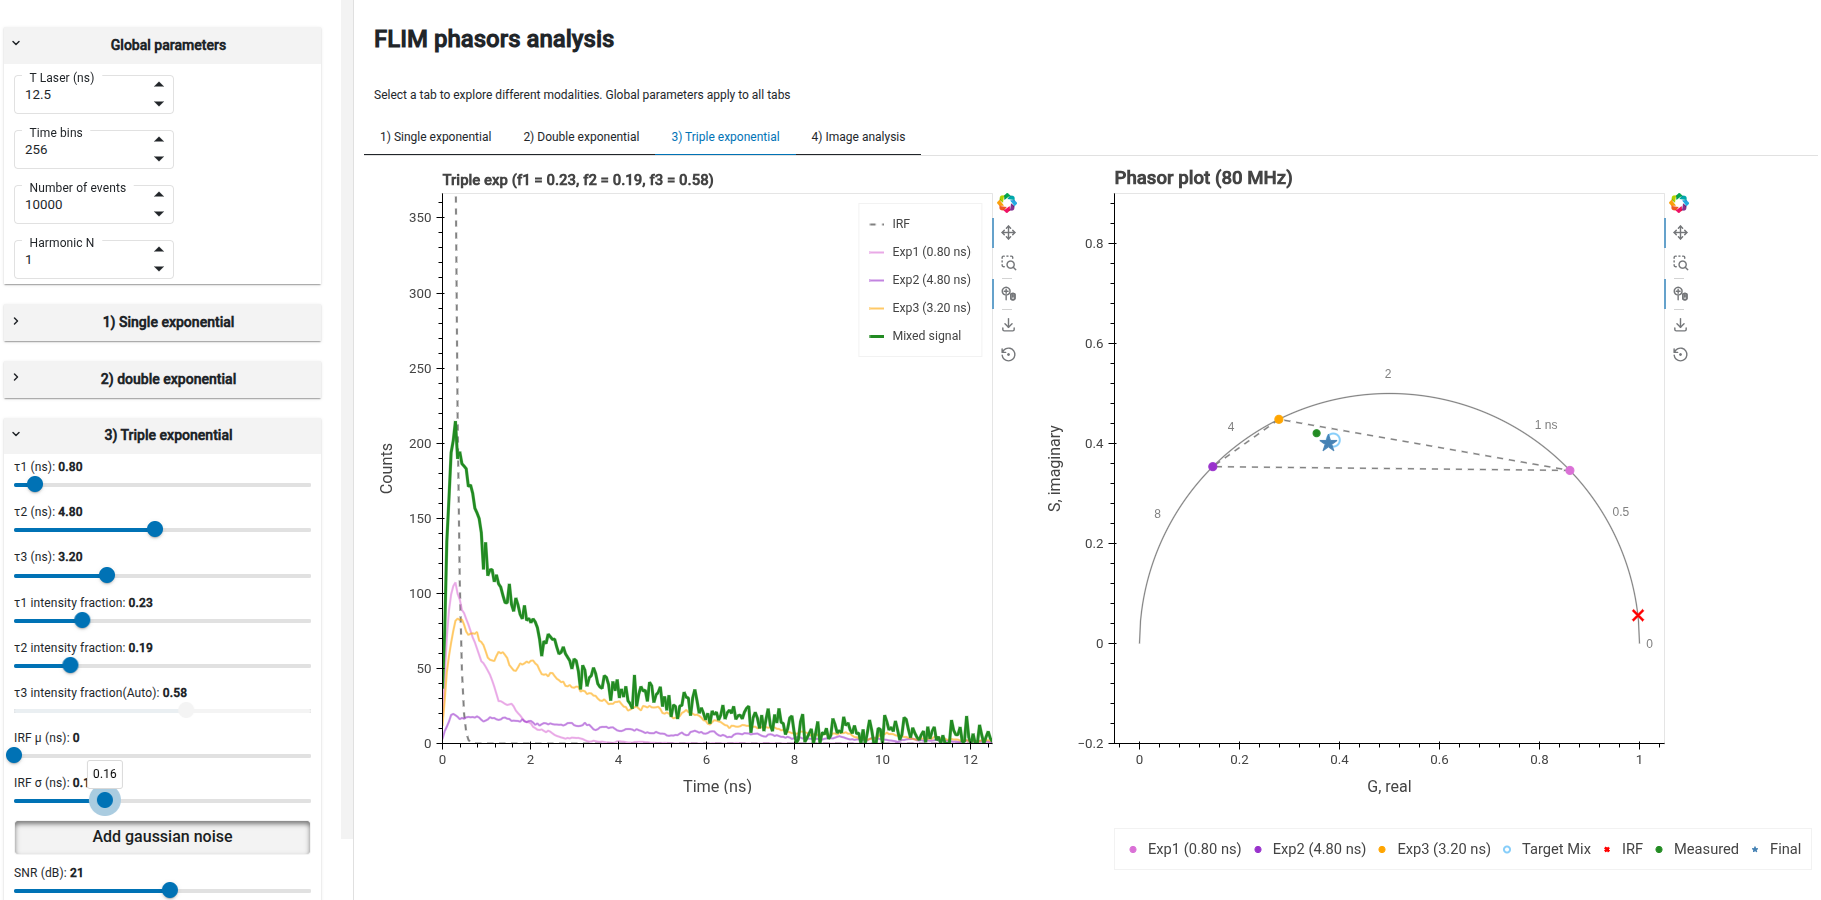 Global parameters
T Laser (ns)
12.5
Time bins
256
Number of events
10000
Harmonic N
1
1) Single exponential
2) double exponential
3) Triple exponential
τ1 (ns): 0.80
τ2 (ns): 4.80
τ3 (ns): 3.20
τ1 intensity fraction: 0.23
τ2 intensity fraction: 0.19
τ3 intensity fraction(Auto): 0.58
IRF μ (ns): 0
0.16
IRF σ (ns): 0.1
Add gaussian noise
SNR (dB): 21
FLIM phasors analysis
Select a tab to explore different modalities. Global parameters apply to all tabs
1) Single exponential 2) Double exponential 3) Triple exponential 4) Image analysis
Triple exp (f1 = 0.23, f2 = 0.19, f3 = 0.58)
IRF
Exp1 (0.80 ns)
Exp2 (4.80 ns)
Exp3 (3.20 ns)
Mixed signal
350
300
250
200
150
100
50
0
Counts
0 2 4 6 8 10 12
Time (ns)
Phasor plot (80 MHz)
0.8
0.6
0.4
0.2
0
−0.2
S, imaginary
8
4
2
1 ns
0.5
0
0 0.2 0.4 0.6 0.8 1
G, real
Exp1 (0.80 ns) Exp2 (4.80 ns) Exp3 (3.20 ns) Target Mix IRF Measured Final